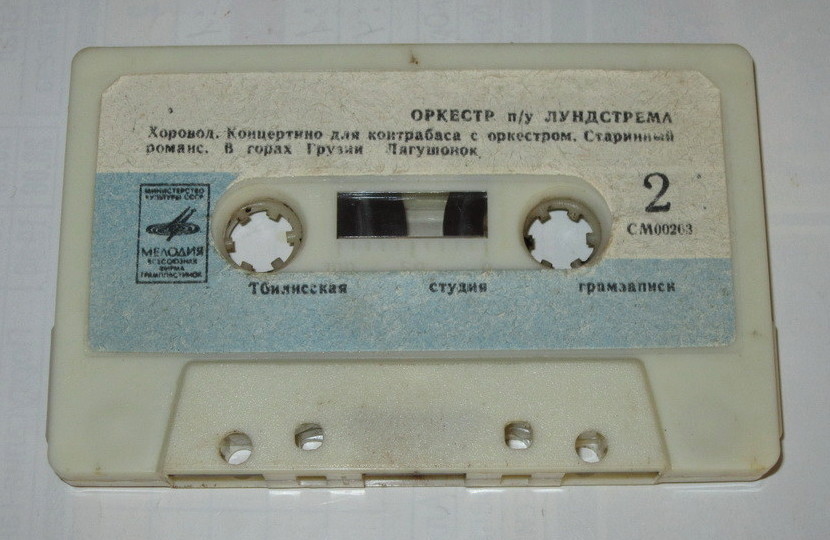 ОРКЕСТР п/у ЛУНДСТРЕМА
Хоровод. Концертино для контрабаса с оркестром. Старинный
романс. В горах Грузии Лягушонок
МИНИСТЕРСТВО
КУЛЬТУРЫ СССР
МЕЛОДИЯ
ВСЕСОЮЗНАЯ
ФИРМА
ГРАМПЛАСТИНОК
2
СМ00203
Тбилисская студия грамзаписи